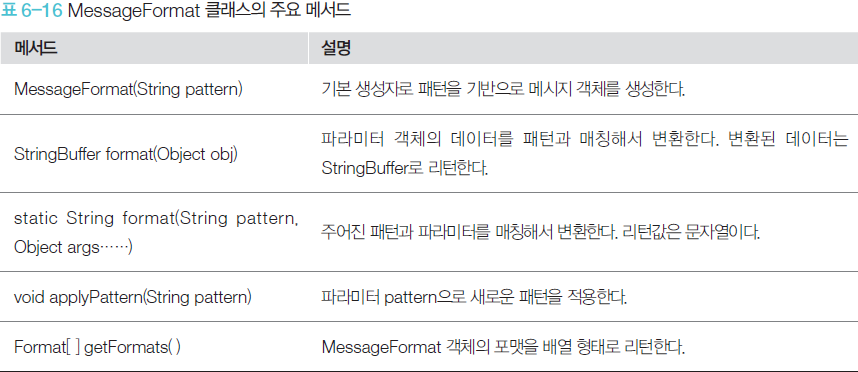 표 6-16 MessageFormat 클래스의 주요 메서드
메서드 설명
MessageFormat(String pattern) 기본 생성자로 패턴을 기반으로 메시지 객체를 생성한다.
StringBuffer format(Object obj) 파라미터 객체의 데이터를 패턴과 매칭해서 변환한다. 변환된 데이터는
StringBuffer로 리턴한다.
static String format(String pattern,
Object args……) 주어진 패턴과 파라미터를 매칭해서 변환한다. 리턴값은 문자열이다.
void applyPattern(String pattern) 파라미터 pattern으로 새로운 패턴을 적용한다.
Format[ ] getFormats( ) MessageFormat 객체의 포맷을 배열 형태로 리턴한다.